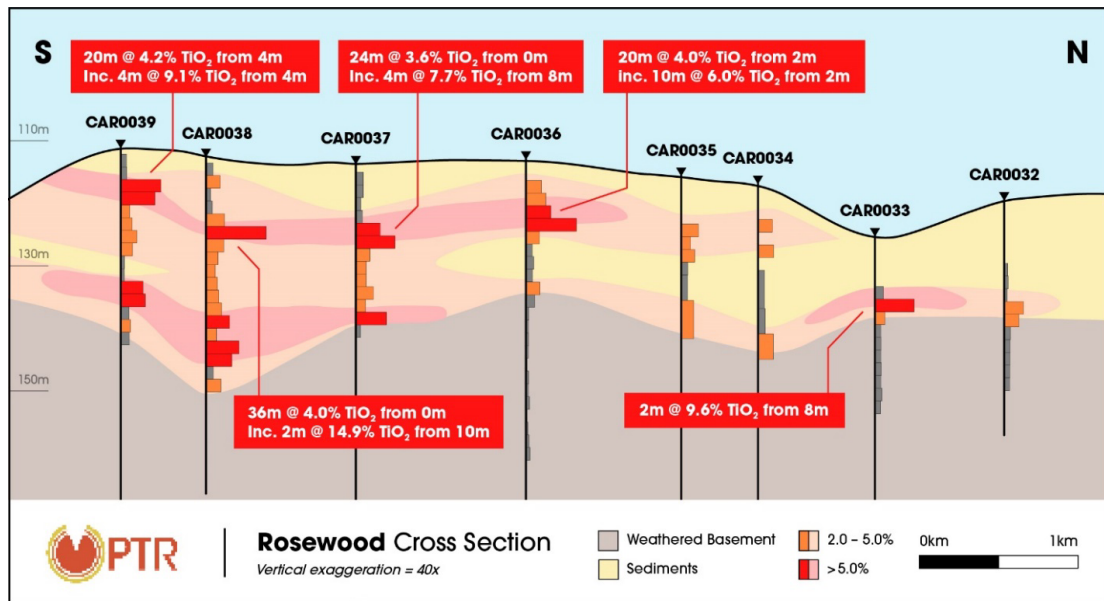 S
N
20m @ 4.2% TiO₂ from 4m
Inc. 4m @ 9.1% TiO₂ from 4m
24m @ 3.6% TiO₂ from 0m
Inc. 4m @ 7.7% TiO₂ from 8m
20m @ 4.0% TiO₂ from 2m
inc. 10m @ 6.0% TiO₂ from 2m
110m
CAR0039
CAR0038
CAR0037
CAR0036
CAR0035
CAR0034
CAR0033
CAR0032
130m
150m
36m @ 4.0% TiO₂ from 0m
Inc. 2m @ 14.9% TiO₂ from 10m
2m @ 9.6% TiO₂ from 8m
PTR
Rosewood Cross Section
Vertical exaggeration = 40x
Weathered Basement
Sediments
2.0 – 5.0%
>5.0%
0km
1km